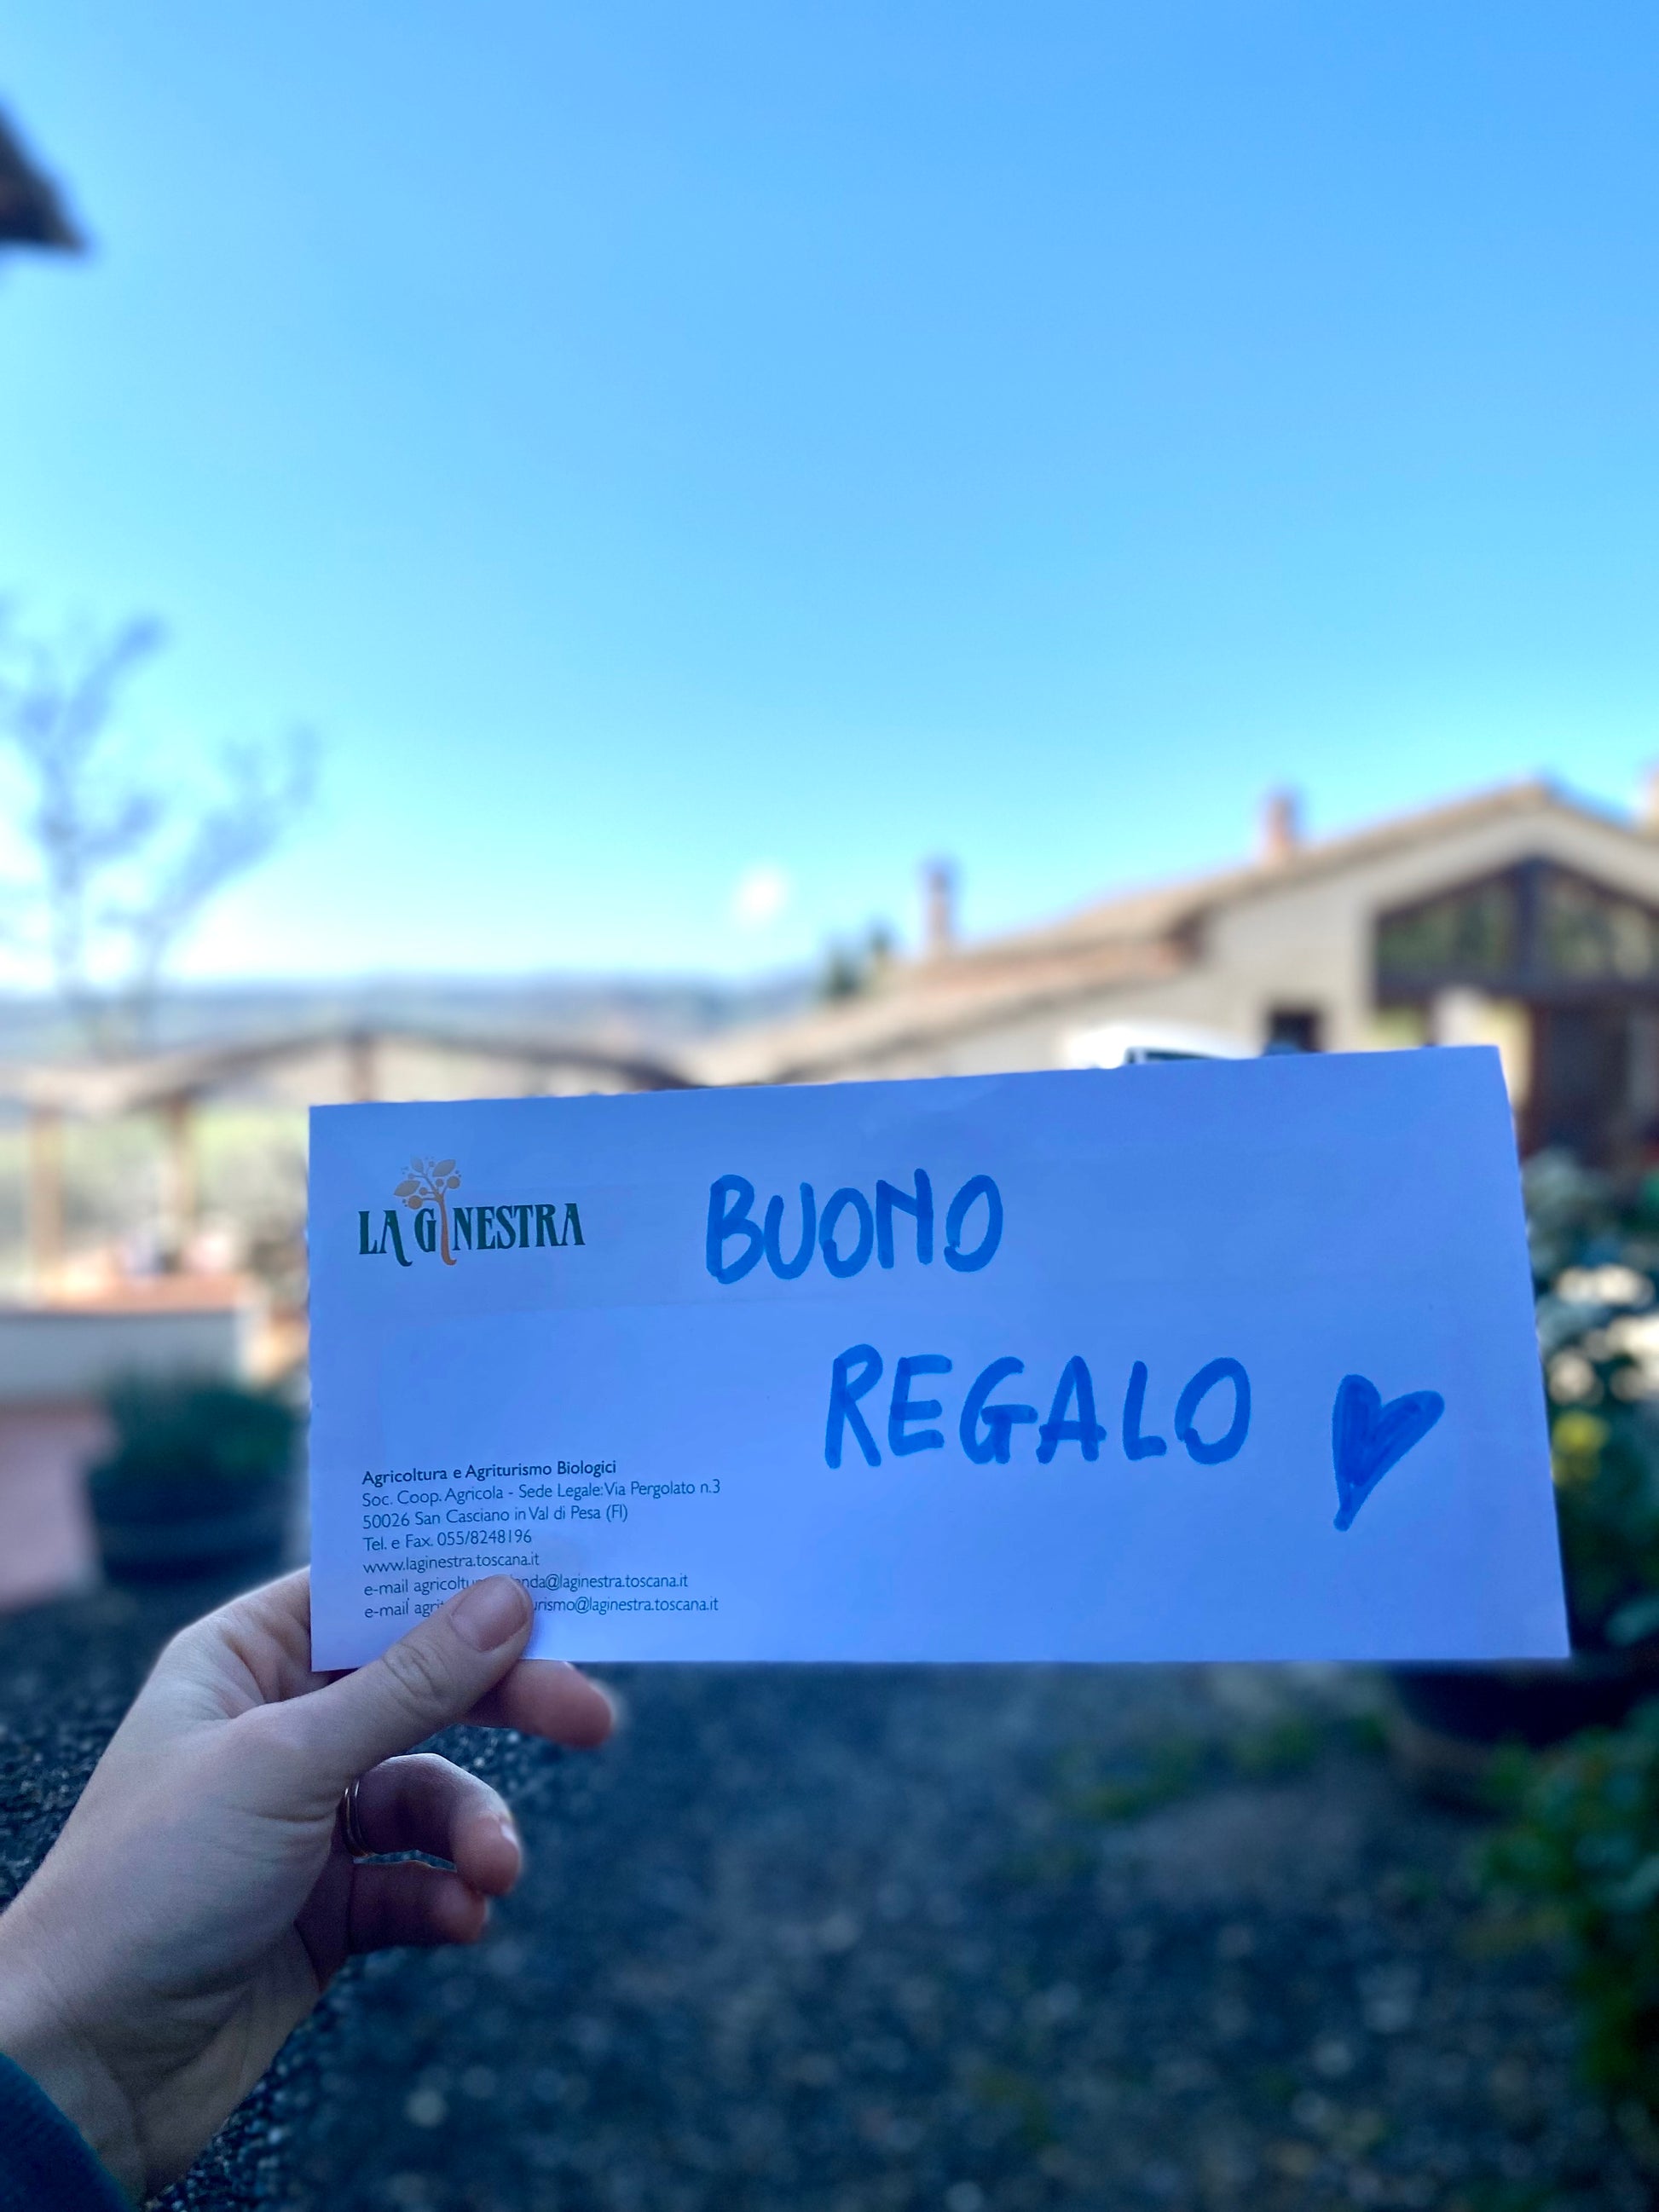 LA GINESTRA
BUONO
REGALO
Agricoltura e Agriturismo Biologici
Soc. Coop. Agricola - Sede Legale: Via Pergolato n.3
50026 San Casciano in Val di Pesa (FI)
Tel. e Fax. 055/8248196
www.laginestra.toscana.it
e-mail
e-mail